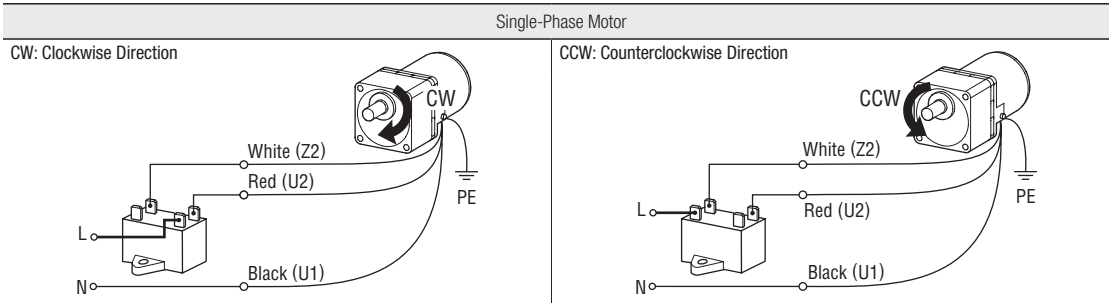 Single-Phase Motor
CW: Clockwise Direction
CW
White (Z2)
Red (U2)
PE
L
Black (U1)
N
CCW: Counterclockwise Direction
CCW
White (Z2)
PE
L
Red (U2)
Black (U1)
N